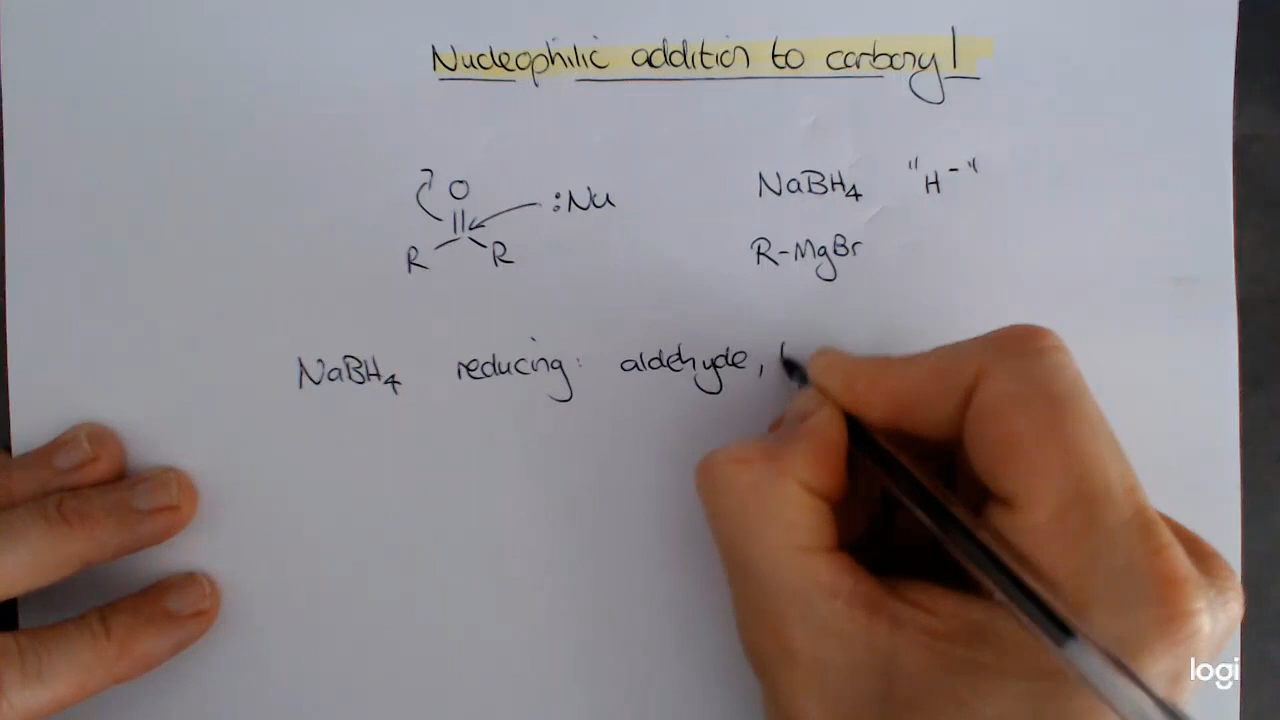 Nucleophilic addition to carbonyl
O
:Nu
R
R
NaBH4 "H-"
R-MgBr
NaBH4 reducing: aldehyde,
logi